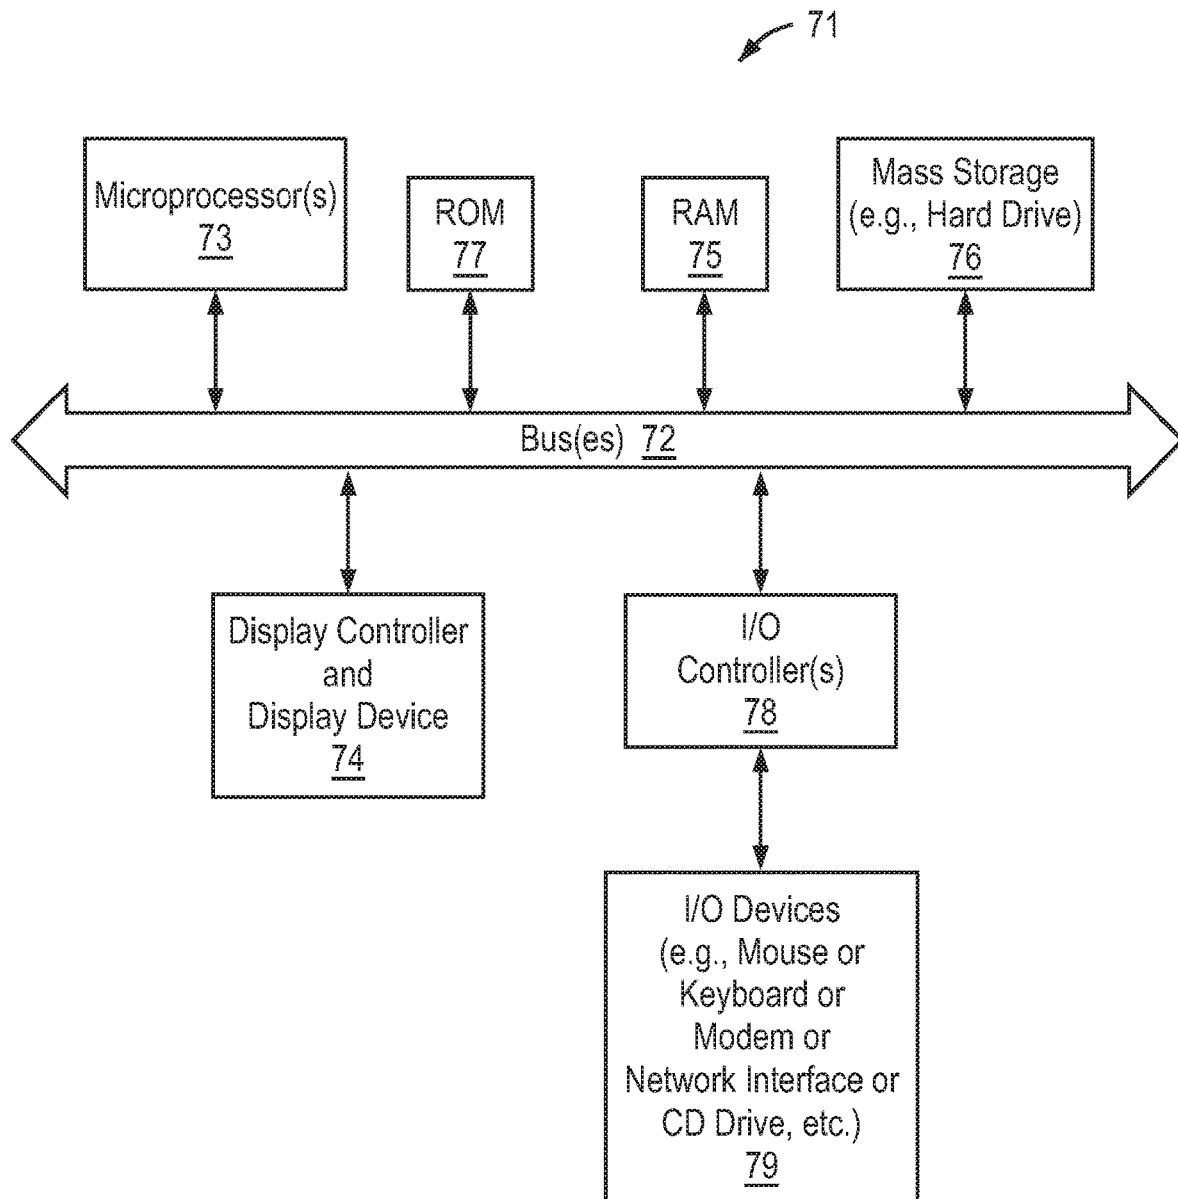 71
Microprocessor(s)
73
ROM
77
RAM
75
Mass Storage
(e.g., Hard Drive)
76
Bus(es) 72
Display Controller
and
Display Device
74
I/O
Controller(s)
78
I/O Devices
(e.g., Mouse or
Keyboard or
Modem or
Network Interface or
CD Drive, etc.)
79